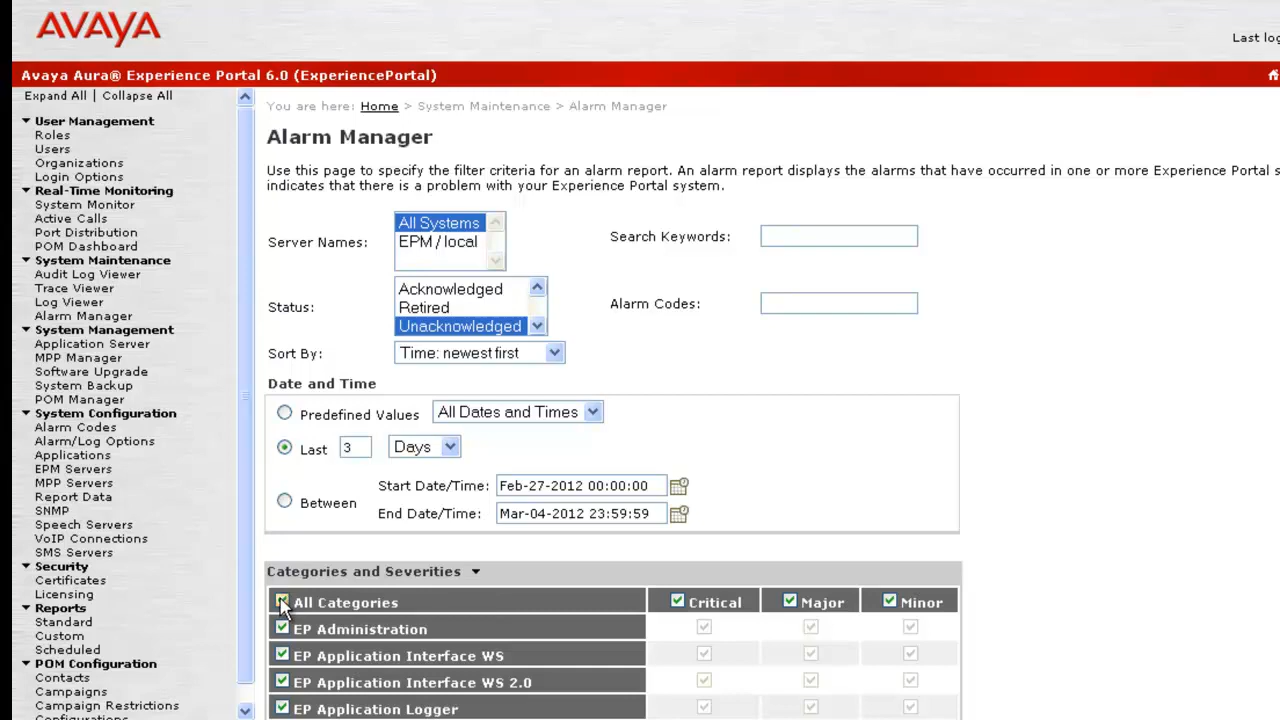 AVAYA
Last log
Avaya Aura® Experience Portal 6.0 (ExperiencePortal)
Expand All | Collapse All
User Management
Roles
Users
Organizations
Login Options
Real-Time Monitoring
System Monitor
Active Calls
Port Distribution
POM Dashboard
System Maintenance
Audit Log Viewer
Trace Viewer
Log Viewer
Alarm Manager
System Management
Application Server
MPP Manager
Software Upgrade
System Backup
POM Manager
System Configuration
Alarm Codes
Alarm/Log Options
Applications
EPM Servers
MPP Servers
Report Data
SNMP
Speech Servers
VoIP Connections
SMS Servers
Security
Certificates
Licensing
Reports
Standard
Custom
Scheduled
POM Configuration
Contacts
Campaigns
Campaign Restrictions
Configurations
You are here: Home > System Maintenance > Alarm Manager
Alarm Manager
Use this page to specify the filter criteria for an alarm report. An alarm report displays the alarms that have occurred in one or more Experience Portal s
indicates that there is a problem with your Experience Portal system.
Server Names:
All Systems
EPM / local
Search Keywords:
Status:
Acknowledged
Retired
Unacknowledged
Alarm Codes:
Sort By: Time: newest first
Date and Time
Predefined Values All Dates and Times
Last 3 Days
Between
Start Date/Time: Feb-27-2012 00:00:00
End Date/Time: Mar-04-2012 23:59:59
Categories and Severities
All Categories Critical Major Minor
EP Administration
EP Application Interface WS
EP Application Interface WS 2.0
EP Application Logger